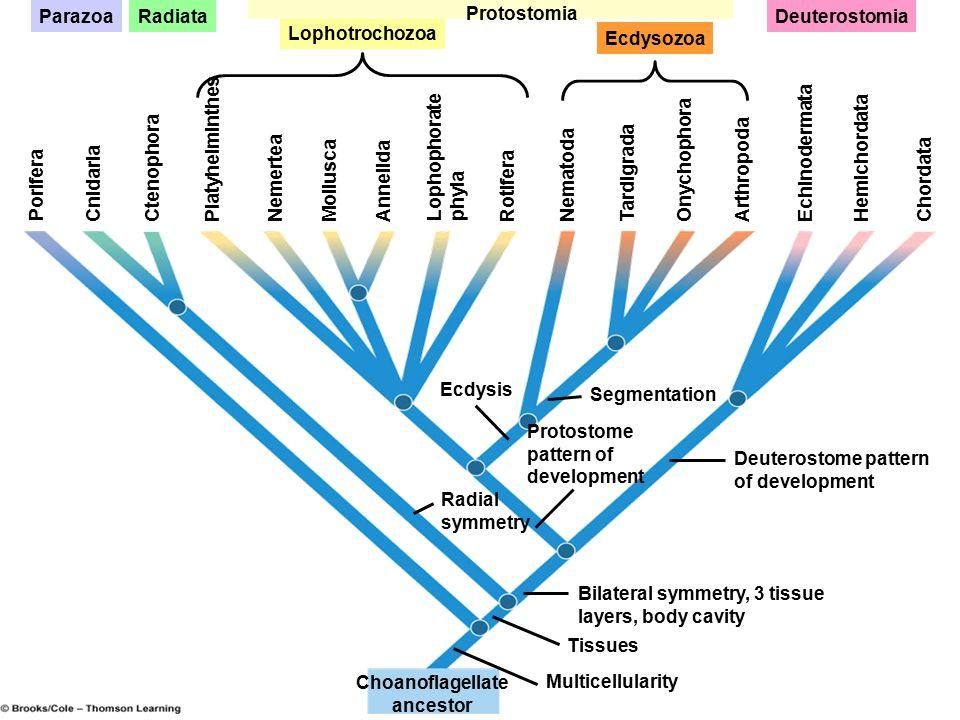 Parazoa
Radiata
Protostomia
Deuterostomia
Lophotrochozoa
Ecdysozoa
Porifera
Cnidaria
Ctenophora
Platyhelminthes
Nemertea
Mollusca
Annelida
Lophophorate
phyla
Rotifera
Nematoda
Tardigrada
Onychophora
Arthropoda
Echinodermata
Hemichordata
Chordata
Ecdysis
Segmentation
Protostome
pattern of
development
Deuterostome pattern
of development
Radial
symmetry
Bilateral symmetry, 3 tissue
layers, body cavity
Tissues
Choanoflagellate
ancestor
Multicellularity
© Brooks/Cole – Thomson Learning